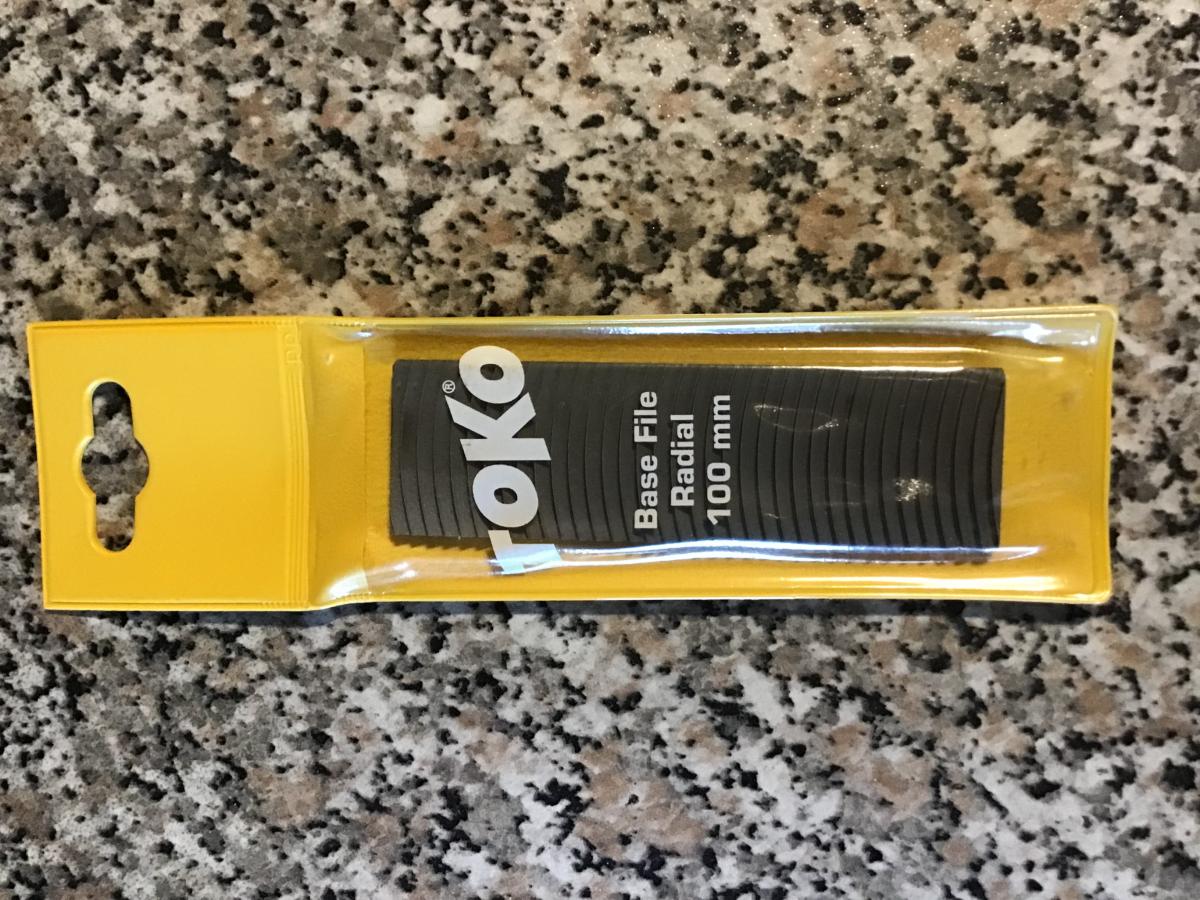 ToKo®
Base File
Radial
100 mm